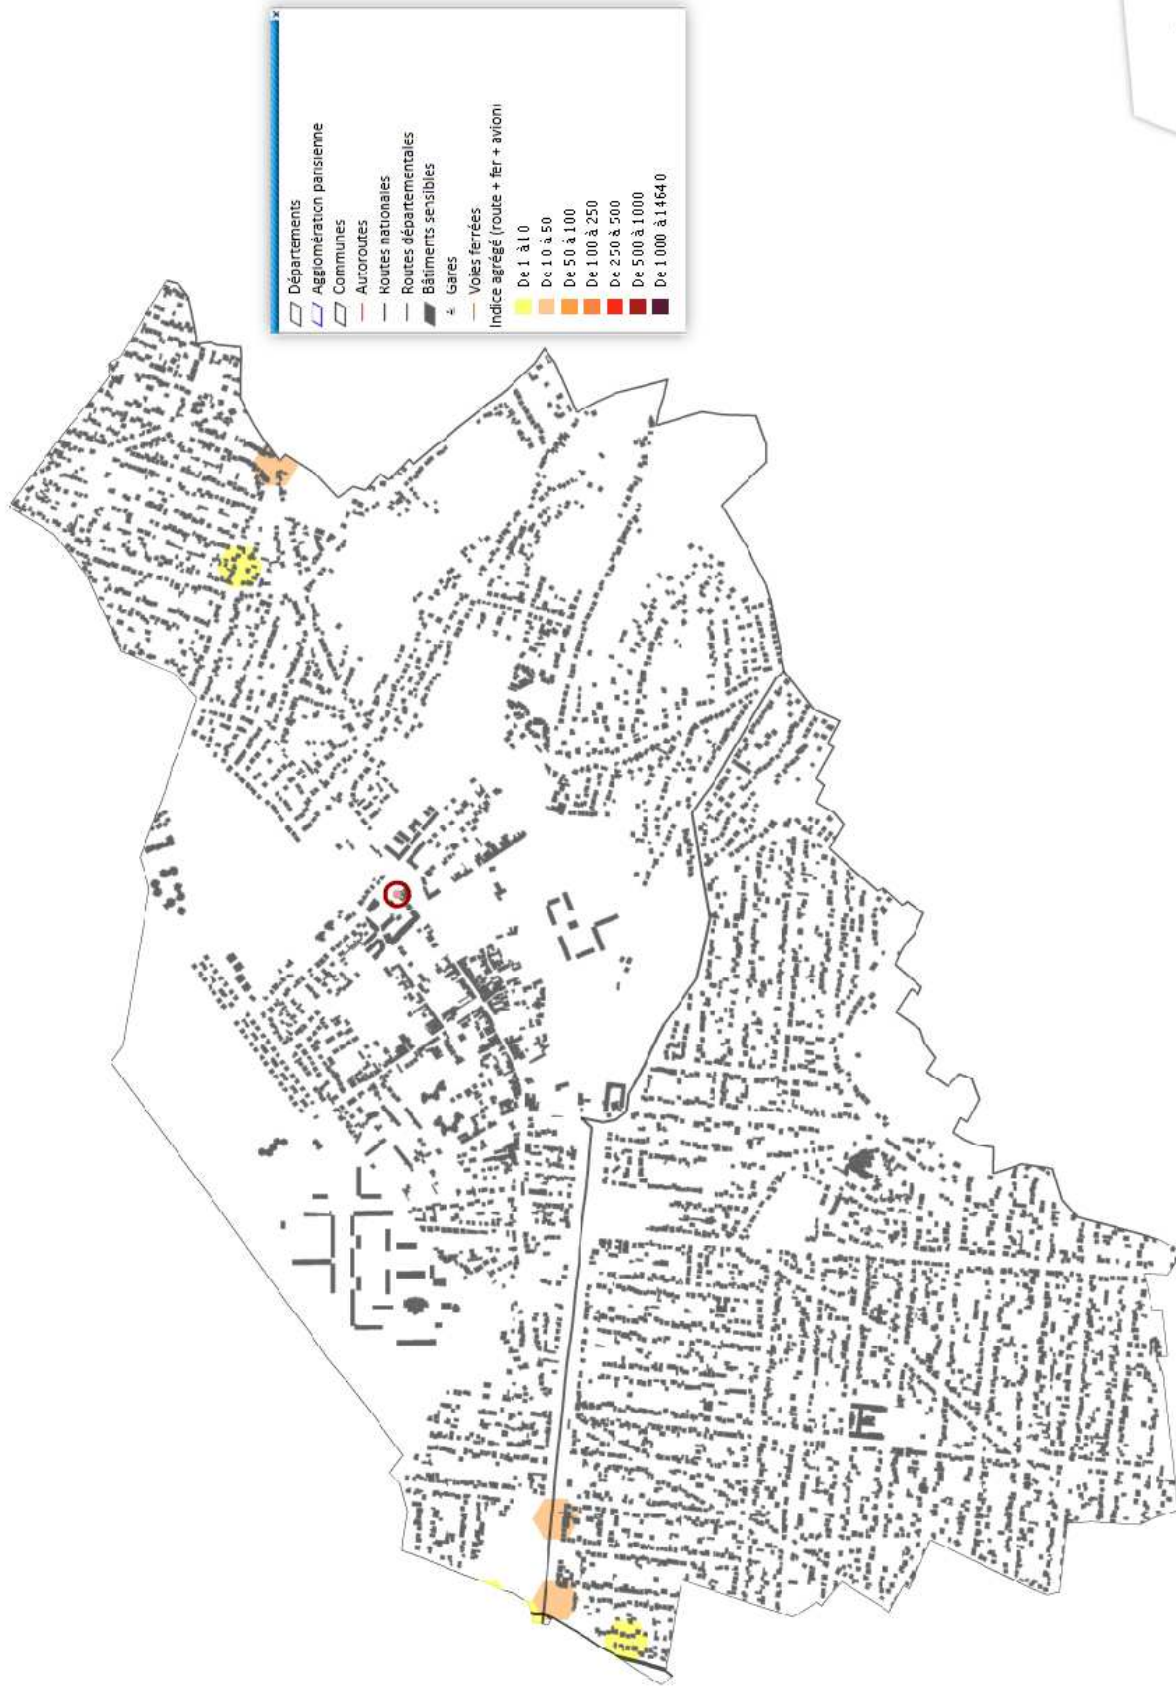 Départements
Agglomération parisienne
Communes
Autoroutes
Routes nationales
Routes départementales
Bâtiments sensibles
Gares
Voies ferrées
Indice agrégé (route + fer + avion)
De 1 à 10
De 10 à 50
De 50 à 100
De 100 à 250
De 250 à 500
De 500 à 1000
De 1000 à 14640